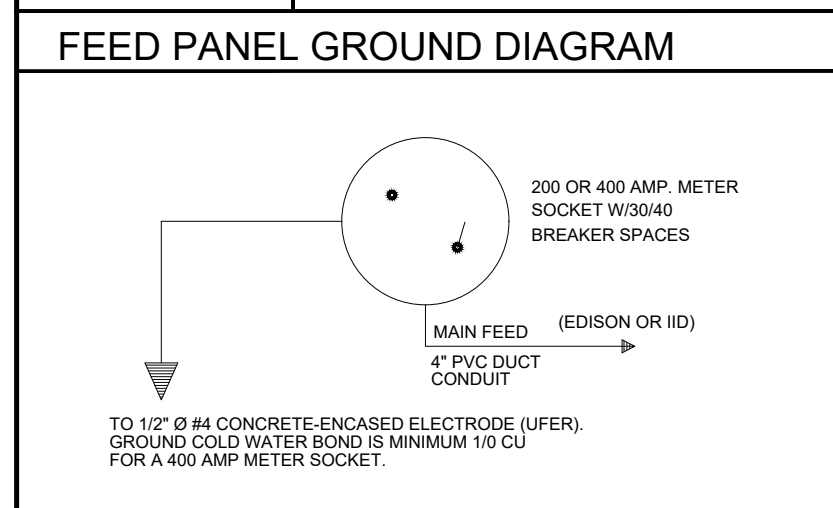 FEED PANEL GROUND DIAGRAM
200 OR 400 AMP. METER
SOCKET W/30/40
BREAKER SPACES
MAIN FEED
(EDISON OR IID)
4" PVC DUCT
CONDUIT
TO 1/2" Ø #4 CONCRETE-ENCASED ELECTRODE (UFER).
GROUND COLD WATER BOND IS MINIMUM 1/0 CU
FOR A 400 AMP METER SOCKET.